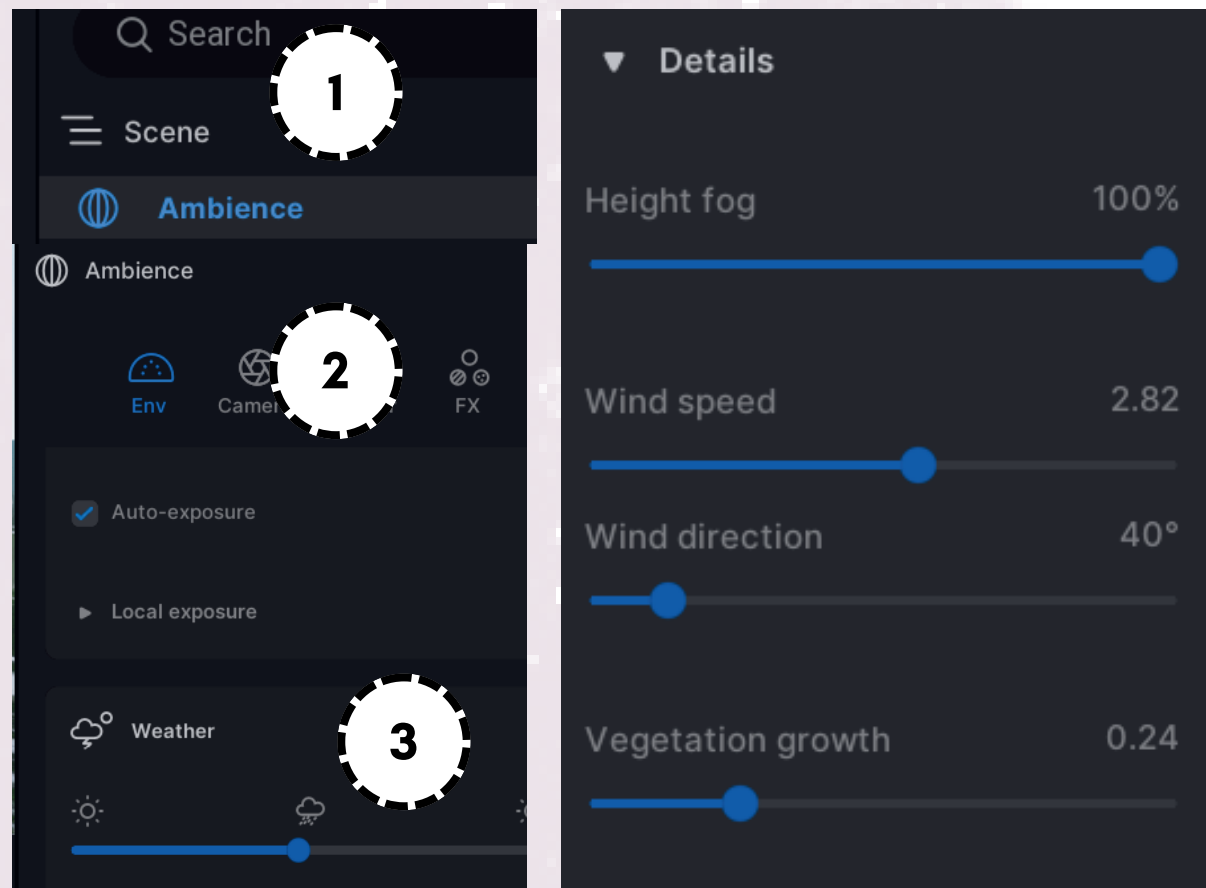 Search
1
Scene
Ambience
Ambience
2
Env
FX
Auto-exposure
Local exposure
Weather
3
Details
Height fog 100%
Wind speed 2.82
Wind direction 40°
Vegetation growth 0.24